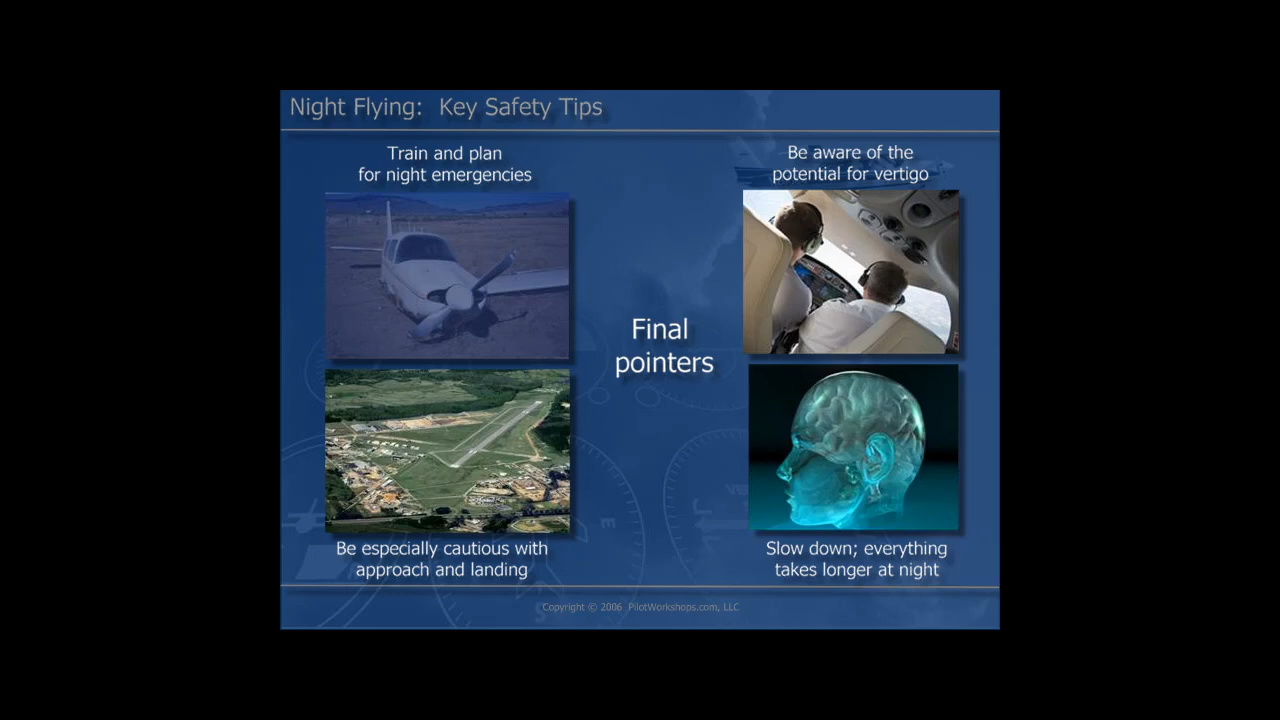 Night Flying:  Key Safety Tips
Train and plan
for night emergencies
Be aware of the
potential for vertigo
Final
pointers
Be especially cautious with
approach and landing
Slow down; everything
takes longer at night
Copyright © 2006  PilotWorkshops.com, LLC